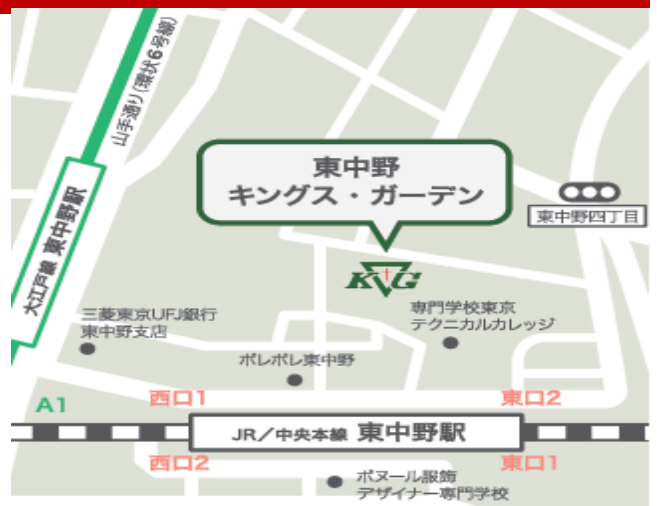 山手通り(環状6号線)
東中野
キングス・ガーデン
東中野四丁目
大江戸線 東中野駅
KG
三菱東京UFJ銀行
東中野支店
専門学校東京
テクニカルカレッジ
ポレポレ東中野
A1
西口1
東口2
JR/中央本線 東中野駅
西口2
東口1
ボヌール服飾
デザイナー専門学校